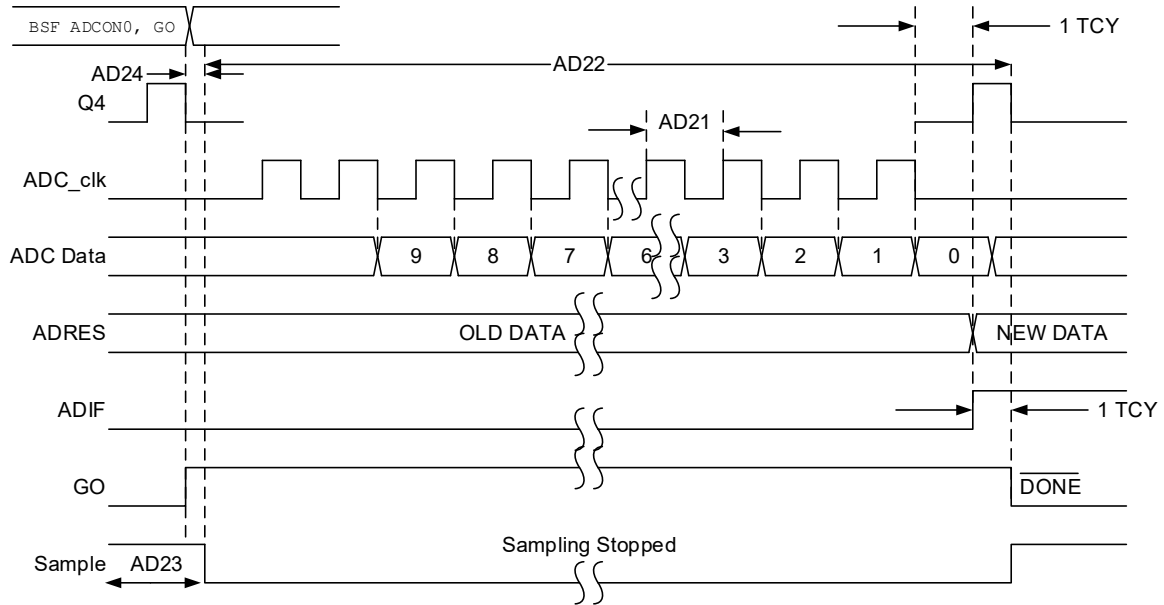 BSF ADCON0, GO
1 TCY
AD24
AD22
Q4
AD21
ADC_clk
ADC Data 9 8 7 6 3 2 1 0
ADRES OLD DATA NEW DATA
ADIF 1 TCY
GO DONE
Sampling Stopped
Sample AD23